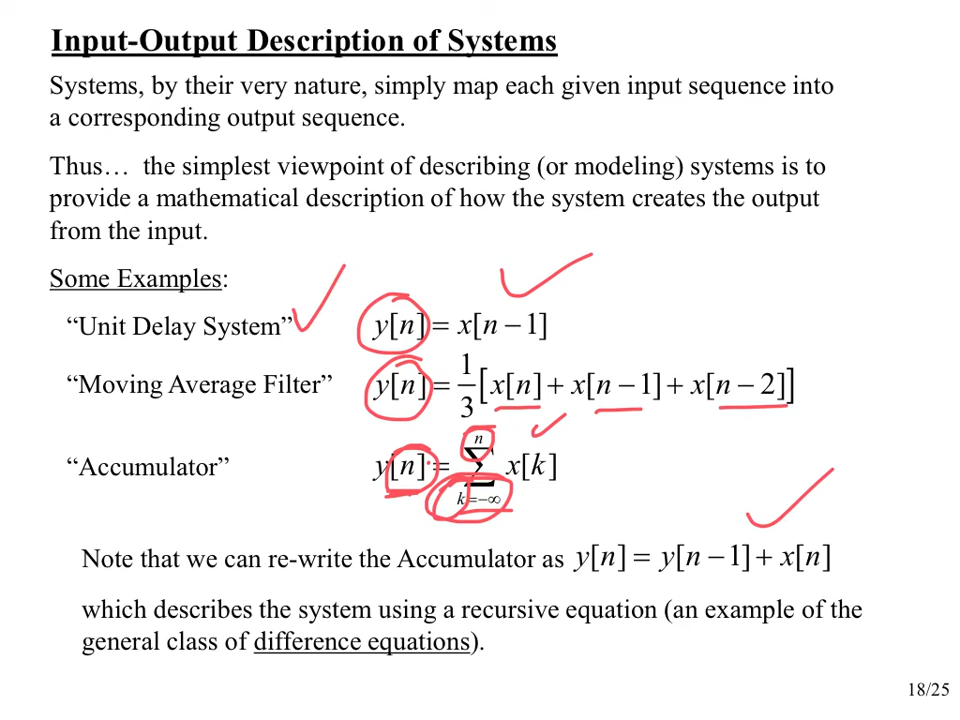 Input-Output Description of Systems
Systems, by their very nature, simply map each given input sequence into
a corresponding output sequence.
Thus… the simplest viewpoint of describing (or modeling) systems is to
provide a mathematical description of how the system creates the output
from the input.
Some Examples:
“Unit Delay System” y[n] = x[n − 1]
“Moving Average Filter” y[n] = 1/3 [x[n] + x[n − 1] + x[n − 2]]
“Accumulator” y[n] = ∑_{k=−∞}^{n} x[k]
Note that we can re-write the Accumulator as y[n] = y[n − 1] + x[n]
which describes the system using a recursive equation (an example of the
general class of difference equations).
18/25